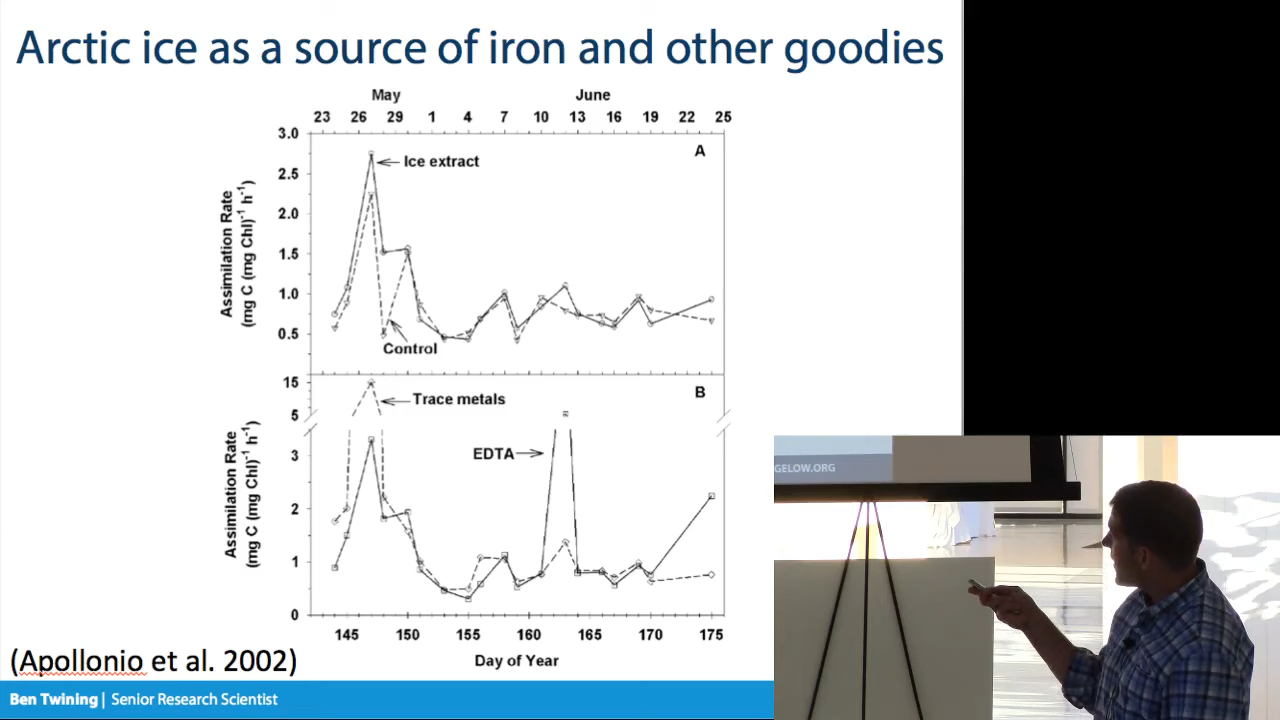 Arctic ice as a source of iron and other goodies
May June
23 26 29 1 4 7 10 13 16 19 22 25
3.0
A
Ice extract
2.5
2.0
1.5
1.0
0.5
Control
Assimilation Rate
(mg C (mg Chl)-1 h-1)
15
B
Trace metals
5
EDTA
3
2
1
0
Assimilation Rate
(mg C (mg Chl)-1 h-1)
145 150 155 160 165 170 175
Day of Year
(Apollonio et al. 2002)
Ben Twining | Senior Research Scientist
GELOW.ORG